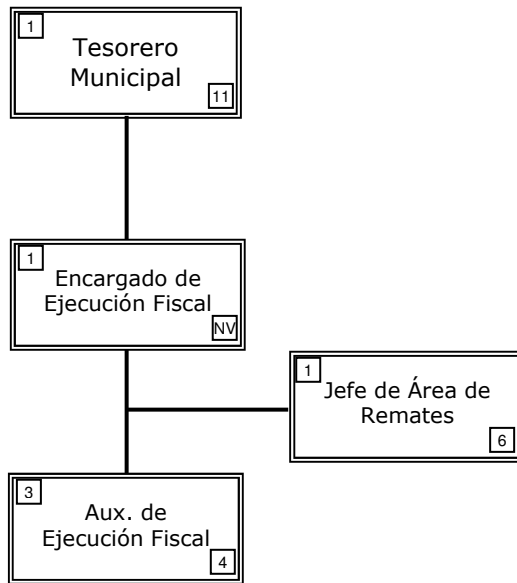 1
Tesorero
Municipal
11
1
Encargado de
Ejecución Fiscal
NV
1
Jefe de Área de
Remates
6
3
Aux. de
Ejecución Fiscal
4